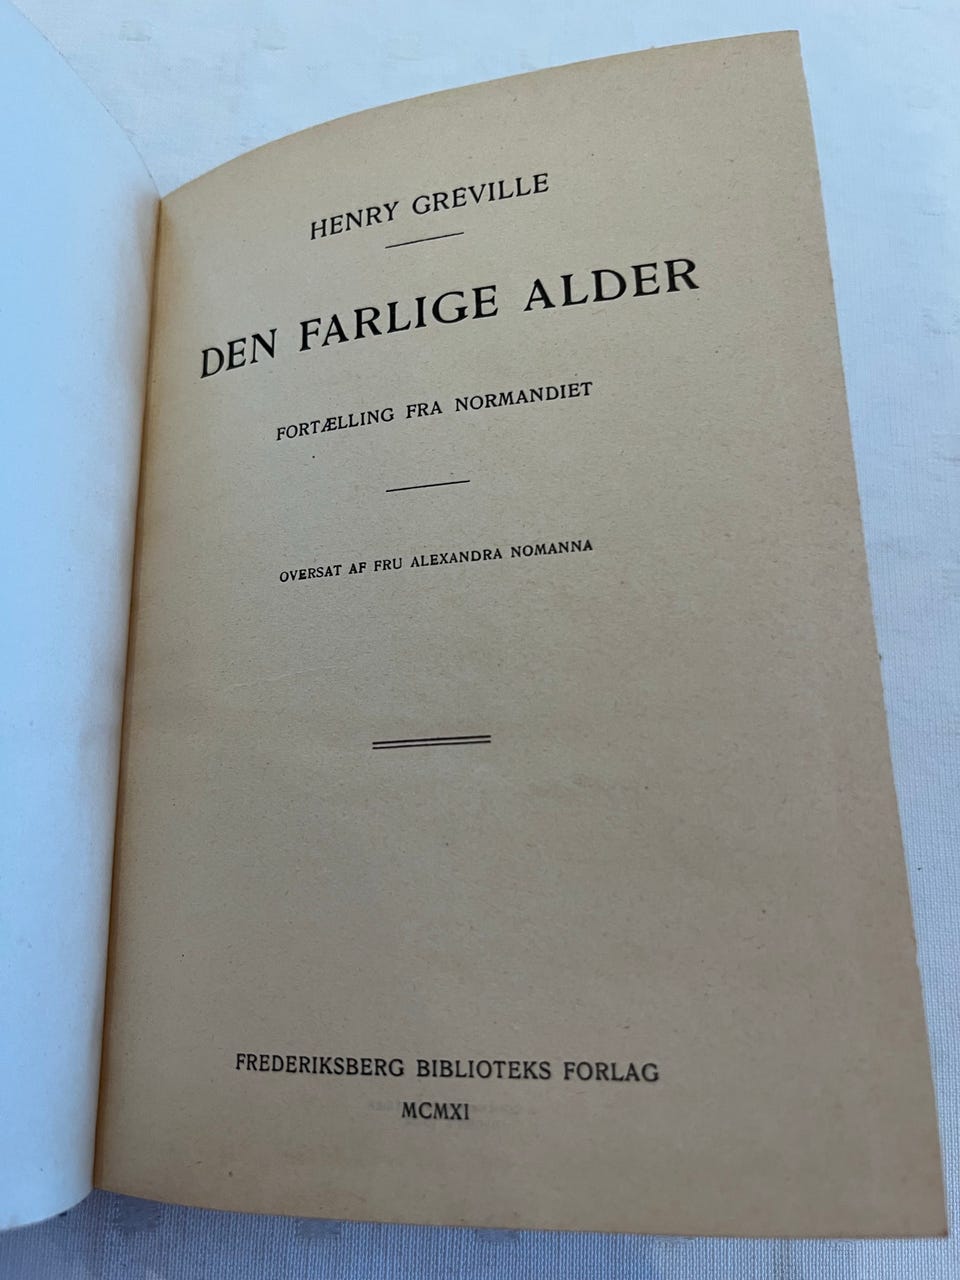 HENRY GREVILLE
DEN FARLIGE ALDER
FORTÆLLING FRA NORMANDIET
OVERSAT AF FRU ALEXANDRA NOMANNA
FREDERIKSBERG BIBLIOTEKS FORLAG
MCMXI